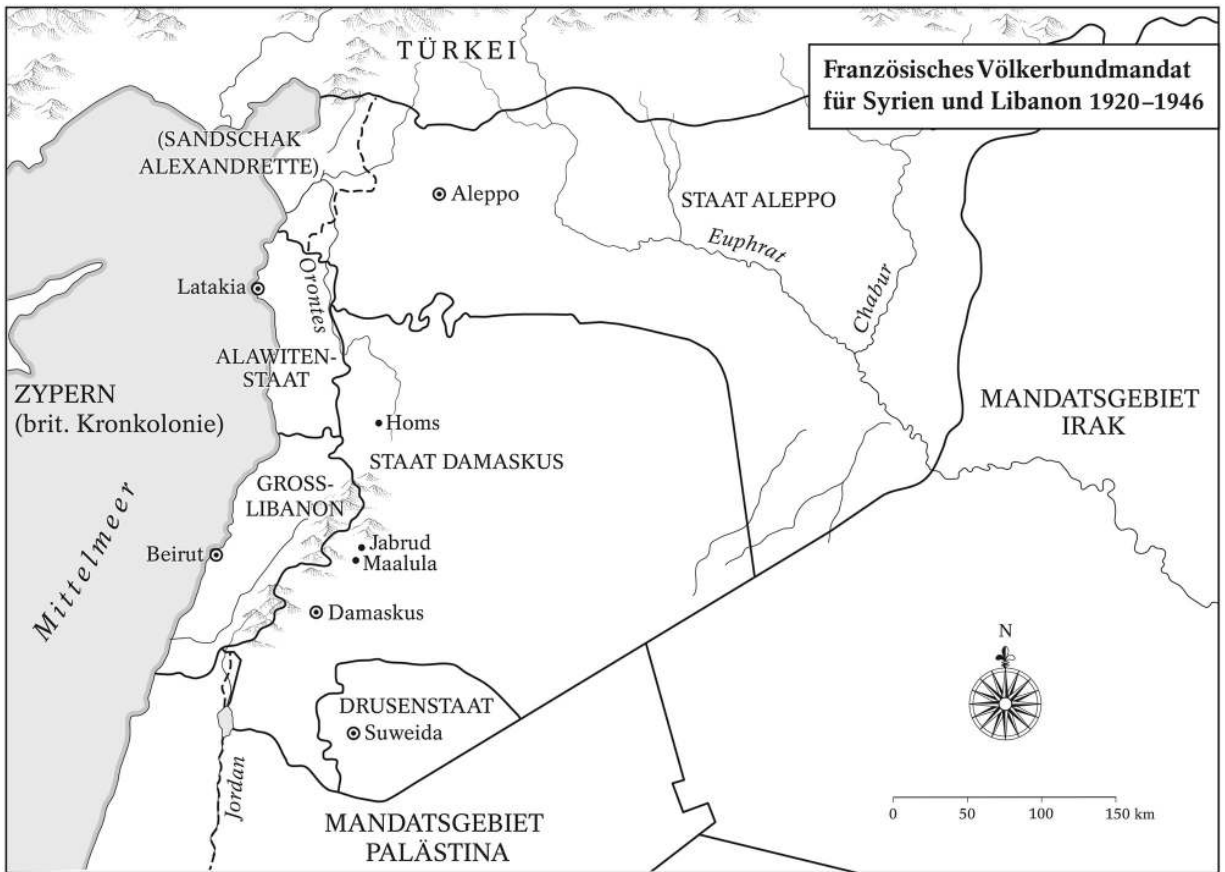 TÜRKEI
Französisches Völkerbundmandat
für Syrien und Libanon 1920–1946
(SANDSCHAK
ALEXANDRETTE)
Aleppo
STAAT ALEPPO
Euphrat
Chabur
Orontes
Latakia
ALAWITEN-
STAAT
ZYPERN
(brit. Kronkolonie)
MANDATSGEBIET
IRAK
Homs
STAAT DAMASKUS
GROSS-
LIBANON
Mittelmeer
Beirut
Jabrud
Maalula
Damaskus
N
DRUSENSTAAT
Suweida
Jordan
MANDATSGEBIET
PALÄSTINA
0 50 100 150 km